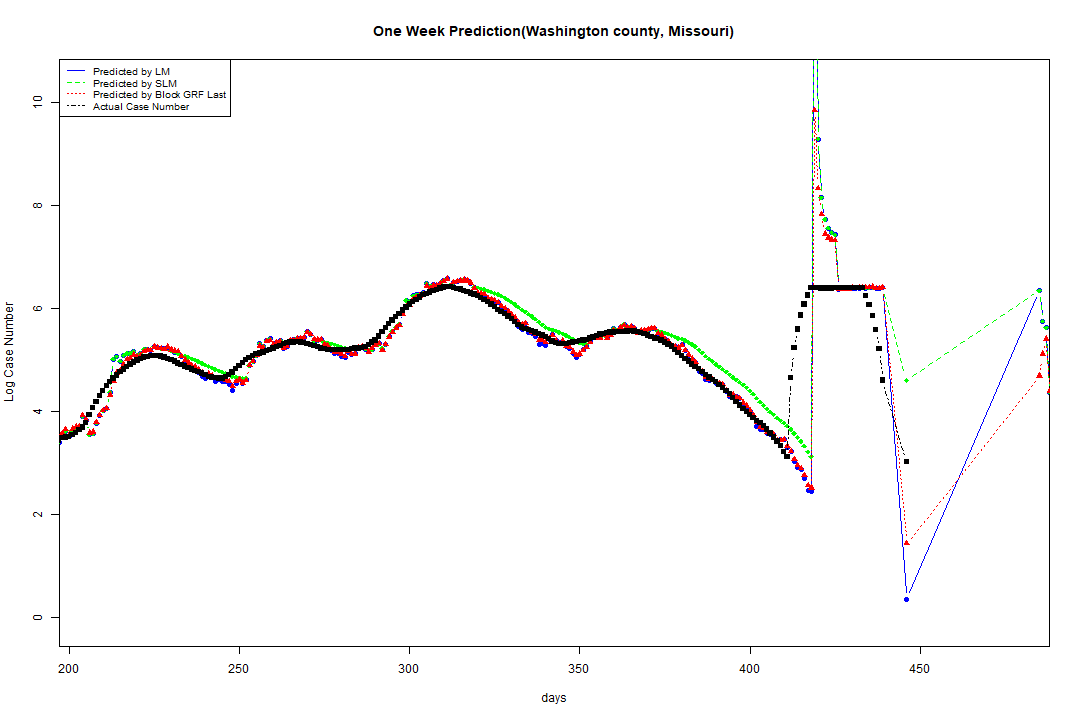 One Week Prediction(Washington county, Missouri)
Predicted by LM
Predicted by SLM
Predicted by Block GRF Last
Actual Case Number
10
8
6
4
2
0
Log Case Number
200 250 300 350 400 450
days